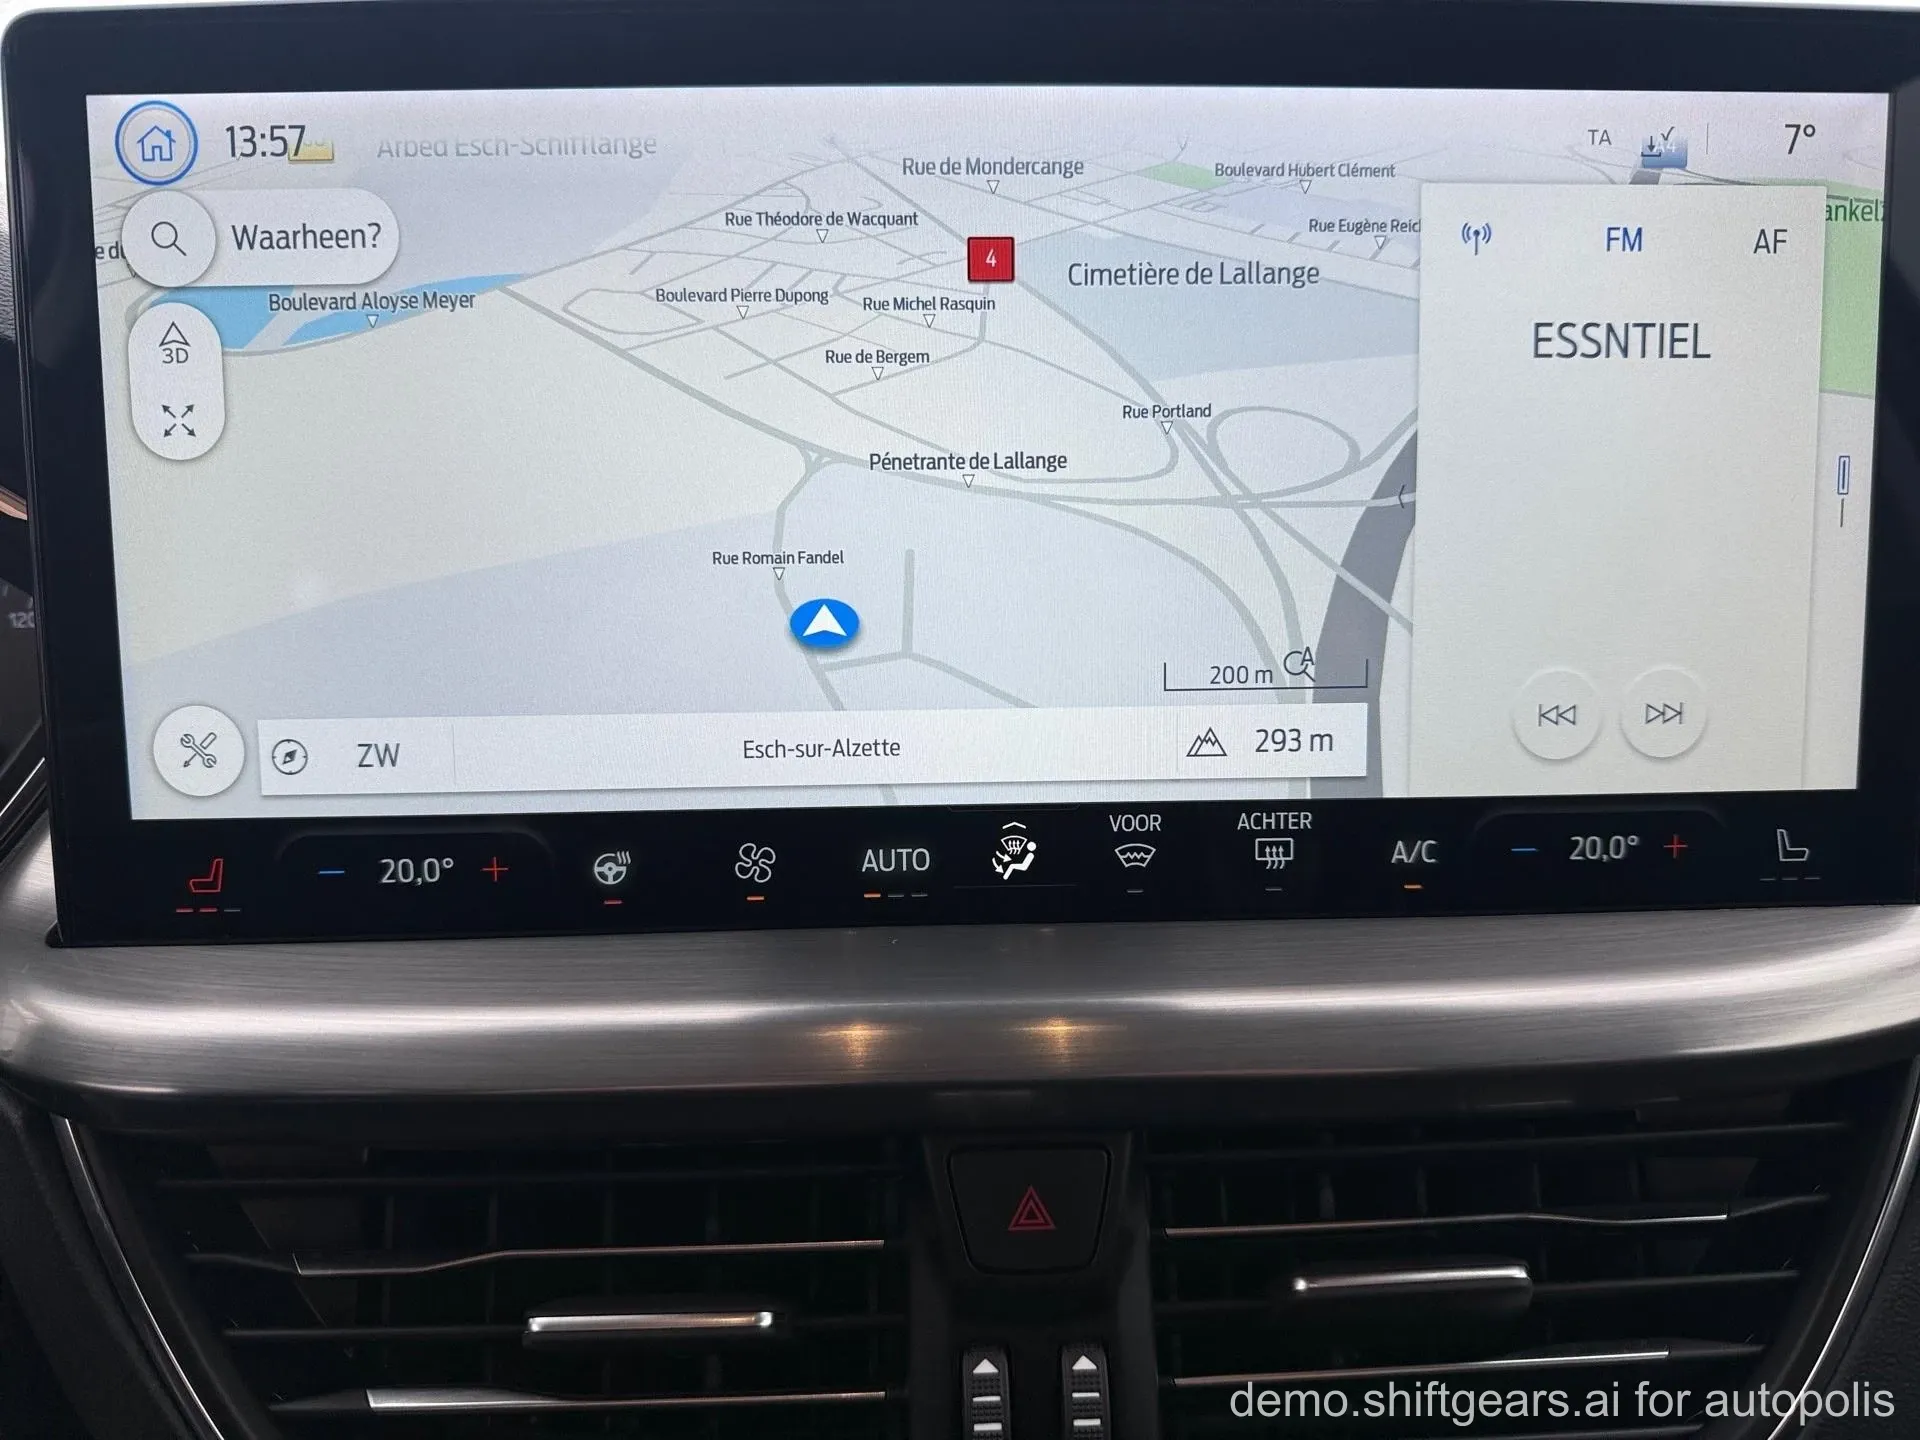 13:57
Arbed Esch-Schifflange
TA
7°
Waarheen?
3D
Rue de Mondercange
Boulevard Hubert Clément
Rue Théodore de Wacquant
Rue Eugène Reic
4
Cimetière de Lallange
Boulevard Aloyse Meyer
Boulevard Pierre Dupong
Rue Michel Rasquin
Rue de Bergem
Rue Portland
Pénetrante de Lallange
Rue Romain Fandel
200 m
A
ZW
Esch-sur-Alzette
293 m
FM
AF
ESSNTIEL
20,0°
AUTO
VOOR
ACHTER
A/C
20,0°
120
demo.shiftgears.ai for autopolis